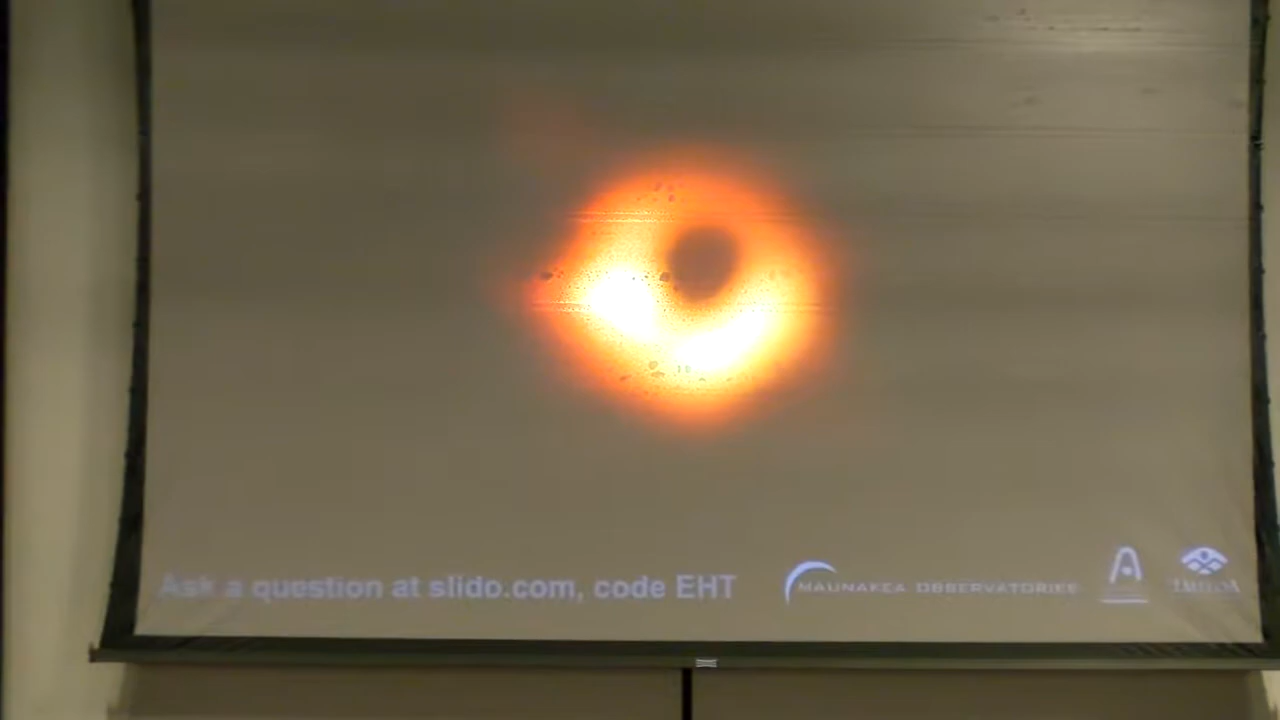 Ask a question at slido.com, code EHT
MAUNAKEA OBSERVATORIES